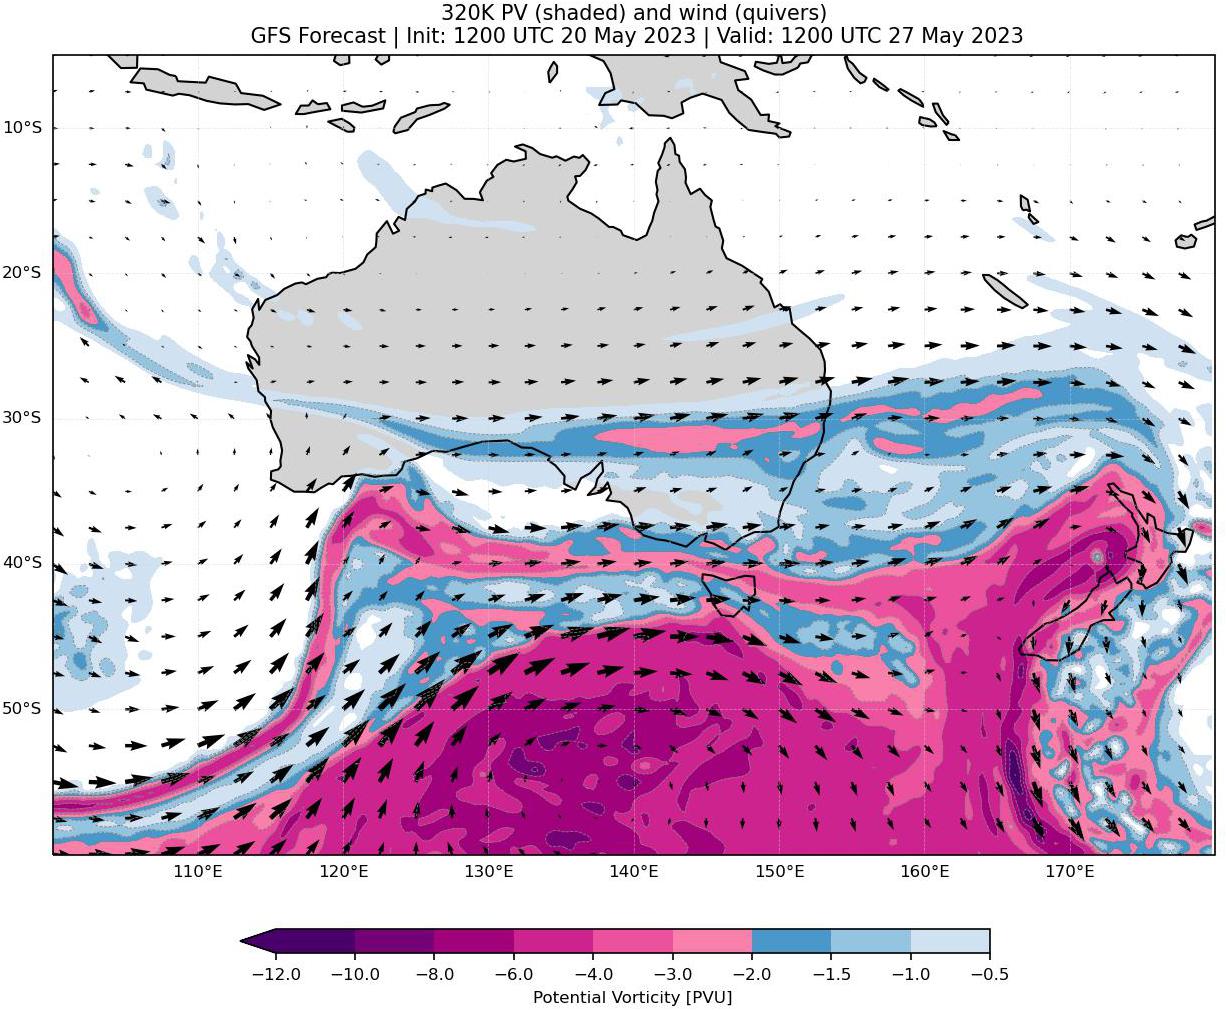 320K PV (shaded) and wind (quivers)
GFS Forecast | Init: 1200 UTC 20 May 2023 | Valid: 1200 UTC 27 May 2023
10°S
20°S
30°S
40°S
50°S
110°E 120°E 130°E 140°E 150°E 160°E 170°E
−12.0 −10.0 −8.0 −6.0 −4.0 −3.0 −2.0 −1.5 −1.0 −0.5
Potential Vorticity [PVU]